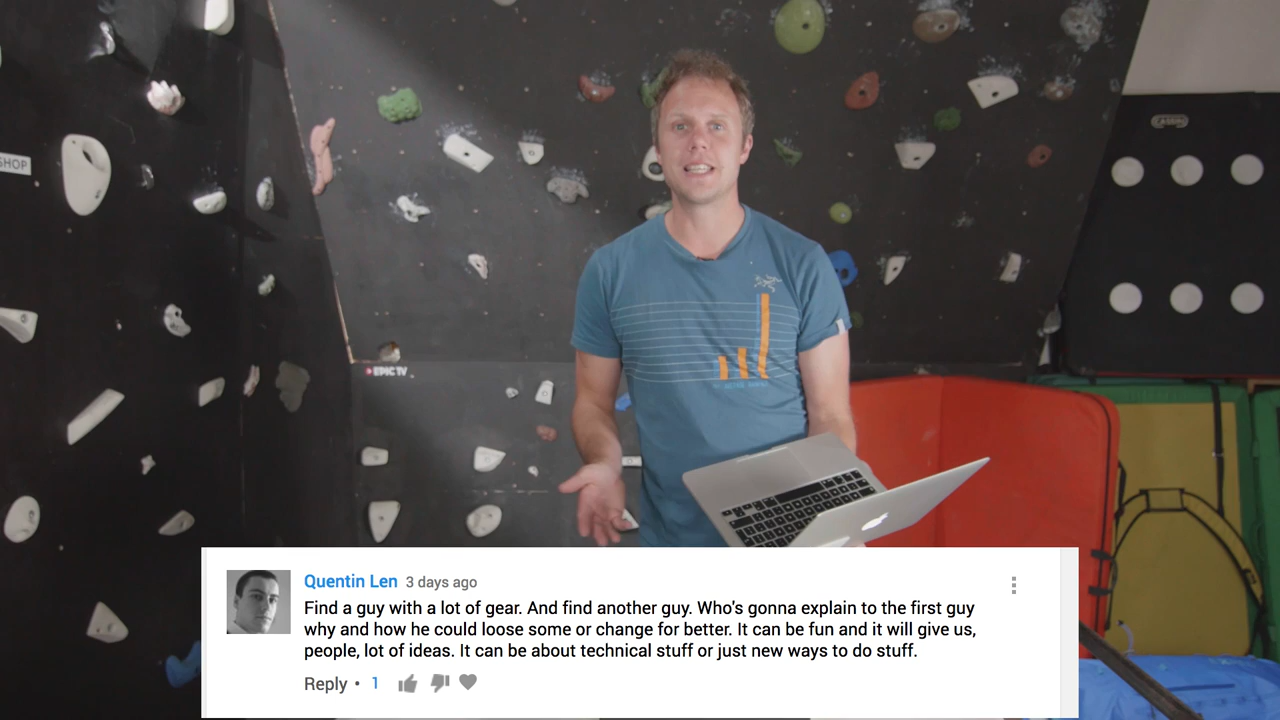 SHOP
EPIC TV
Quentin Len 3 days ago
Find a guy with a lot of gear. And find another guy. Who's gonna explain to the first guy
why and how he could loose some or change for better. It can be fun and it will give us,
people, lot of ideas. It can be about technical stuff or just new ways to do stuff.
Reply • 1